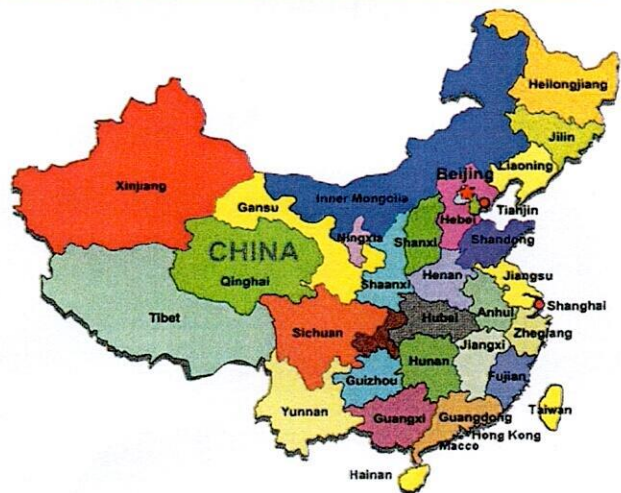 Heilongjiang
Jilin
Liaoning
Beijing
Tianjin
Hebei
Inner Mongolia
Xinjiang
Gansu
Ningxia
Shanxi
Shandong
CHINA
Qinghai
Shaanxi
Henan
Jiangsu
Tibet
Shanghai
Anhui
Hubei
Sichuan
Zhegiang
Jiangxi
Hunan
Guizhou
Fujian
Yunnan
Guangxi
Guangdong
Taiwan
Hong Kong
Macco
Hainan